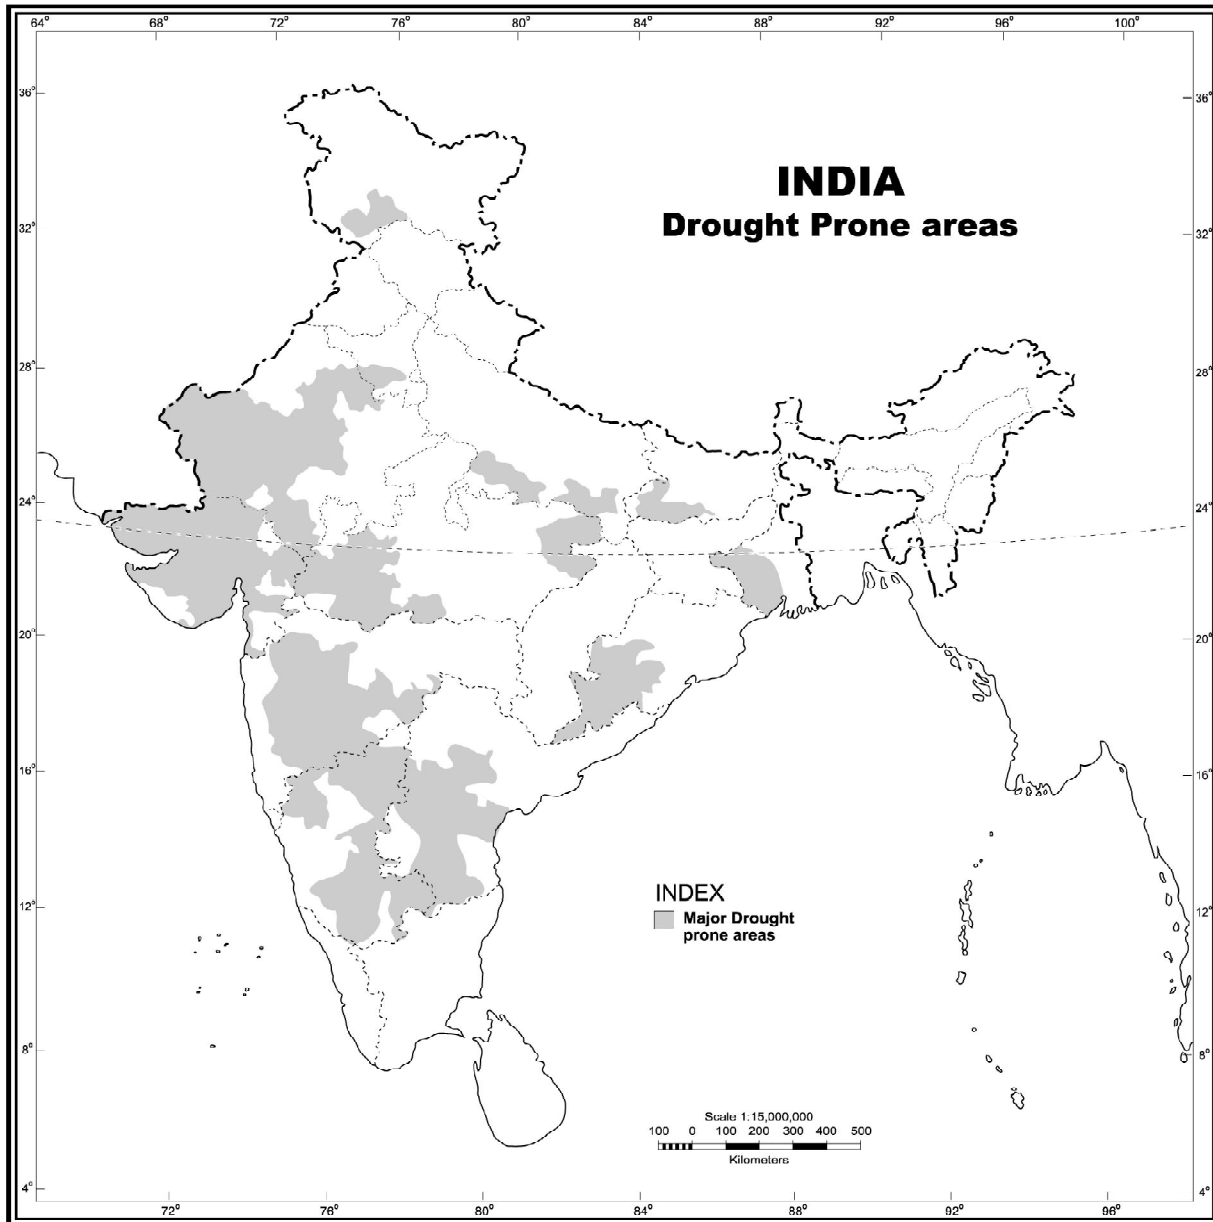 64° 68° 72° 76° 80° 84° 88° 92° 96° 100°
36° 36°
INDIA
Drought Prone areas
32° 32°
28° 28°
24° 24°
20° 20°
16° 16°
INDEX
Major Drought
prone areas
12° 12°
8° 8°
Scale 1:15,000,000
100 0 100 200 300 400 500
Kilometers
4° 4°
72° 76° 80° 84° 88° 92° 96°